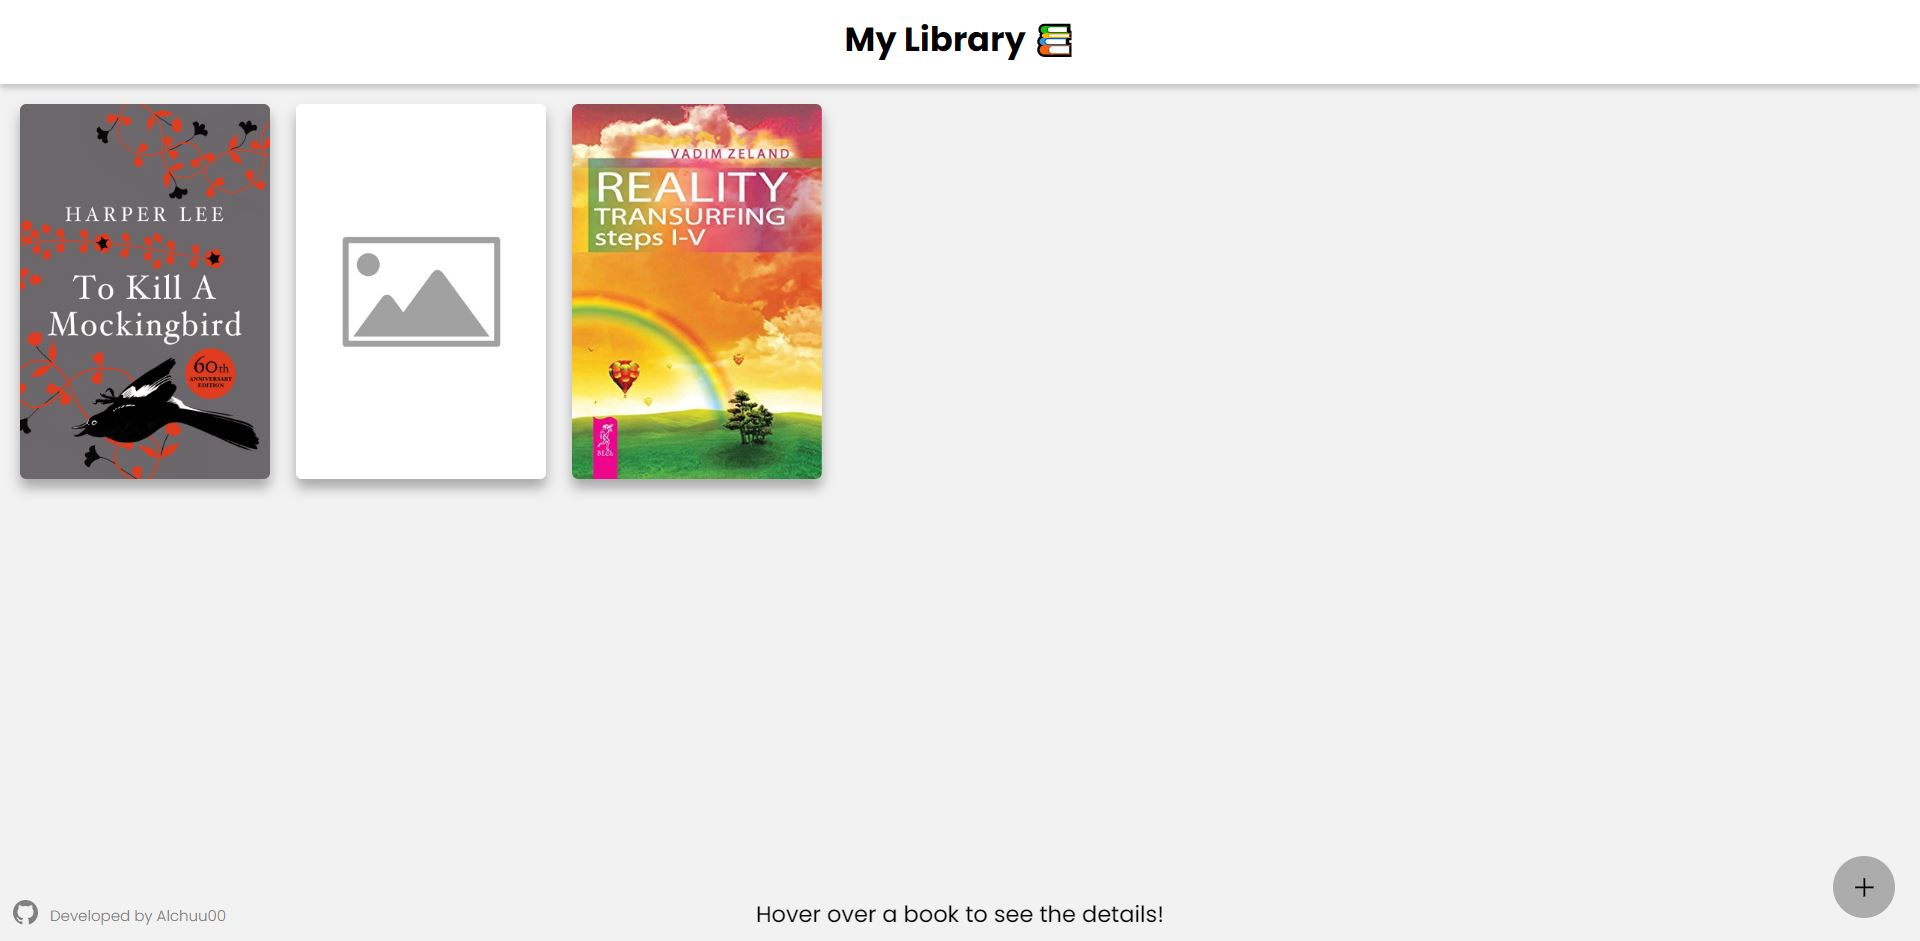 My Library
HARPER LEE
To Kill A
Mockingbird
60th
ANNIVERSARY
EDITION
VADIM ZELAND
REALITY
TRANSURFING
steps I-V
ВЕСЬ
Developed by Alchuu00
Hover over a book to see the details!
+